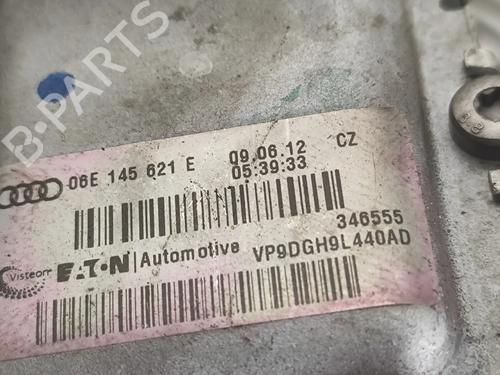 B-PARTS
06E 145 621 E 09.06.12 CZ
05:39:33
346555
Visteon EATON Automotive VP9DGH9L440AD